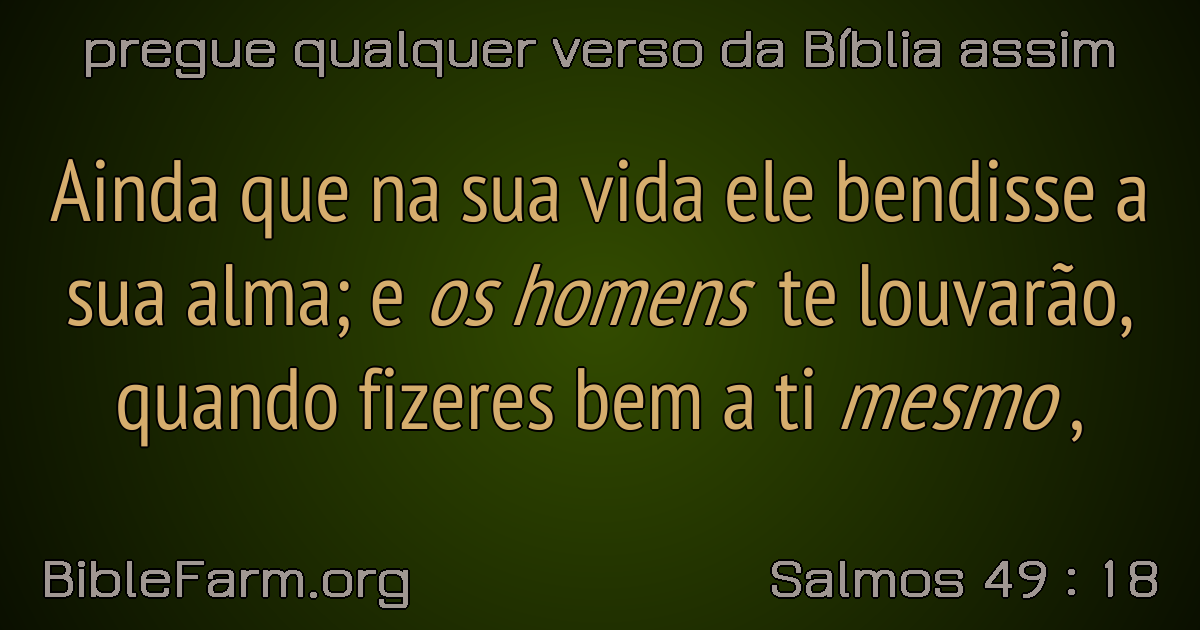 pregue qualquer verso da Bíblia assim
Ainda que na sua vida ele bendisse a
sua alma; e os homens te louvarão,
quando fizeres bem a ti mesmo ,
BibleFarm.org
Salmos 49 : 18